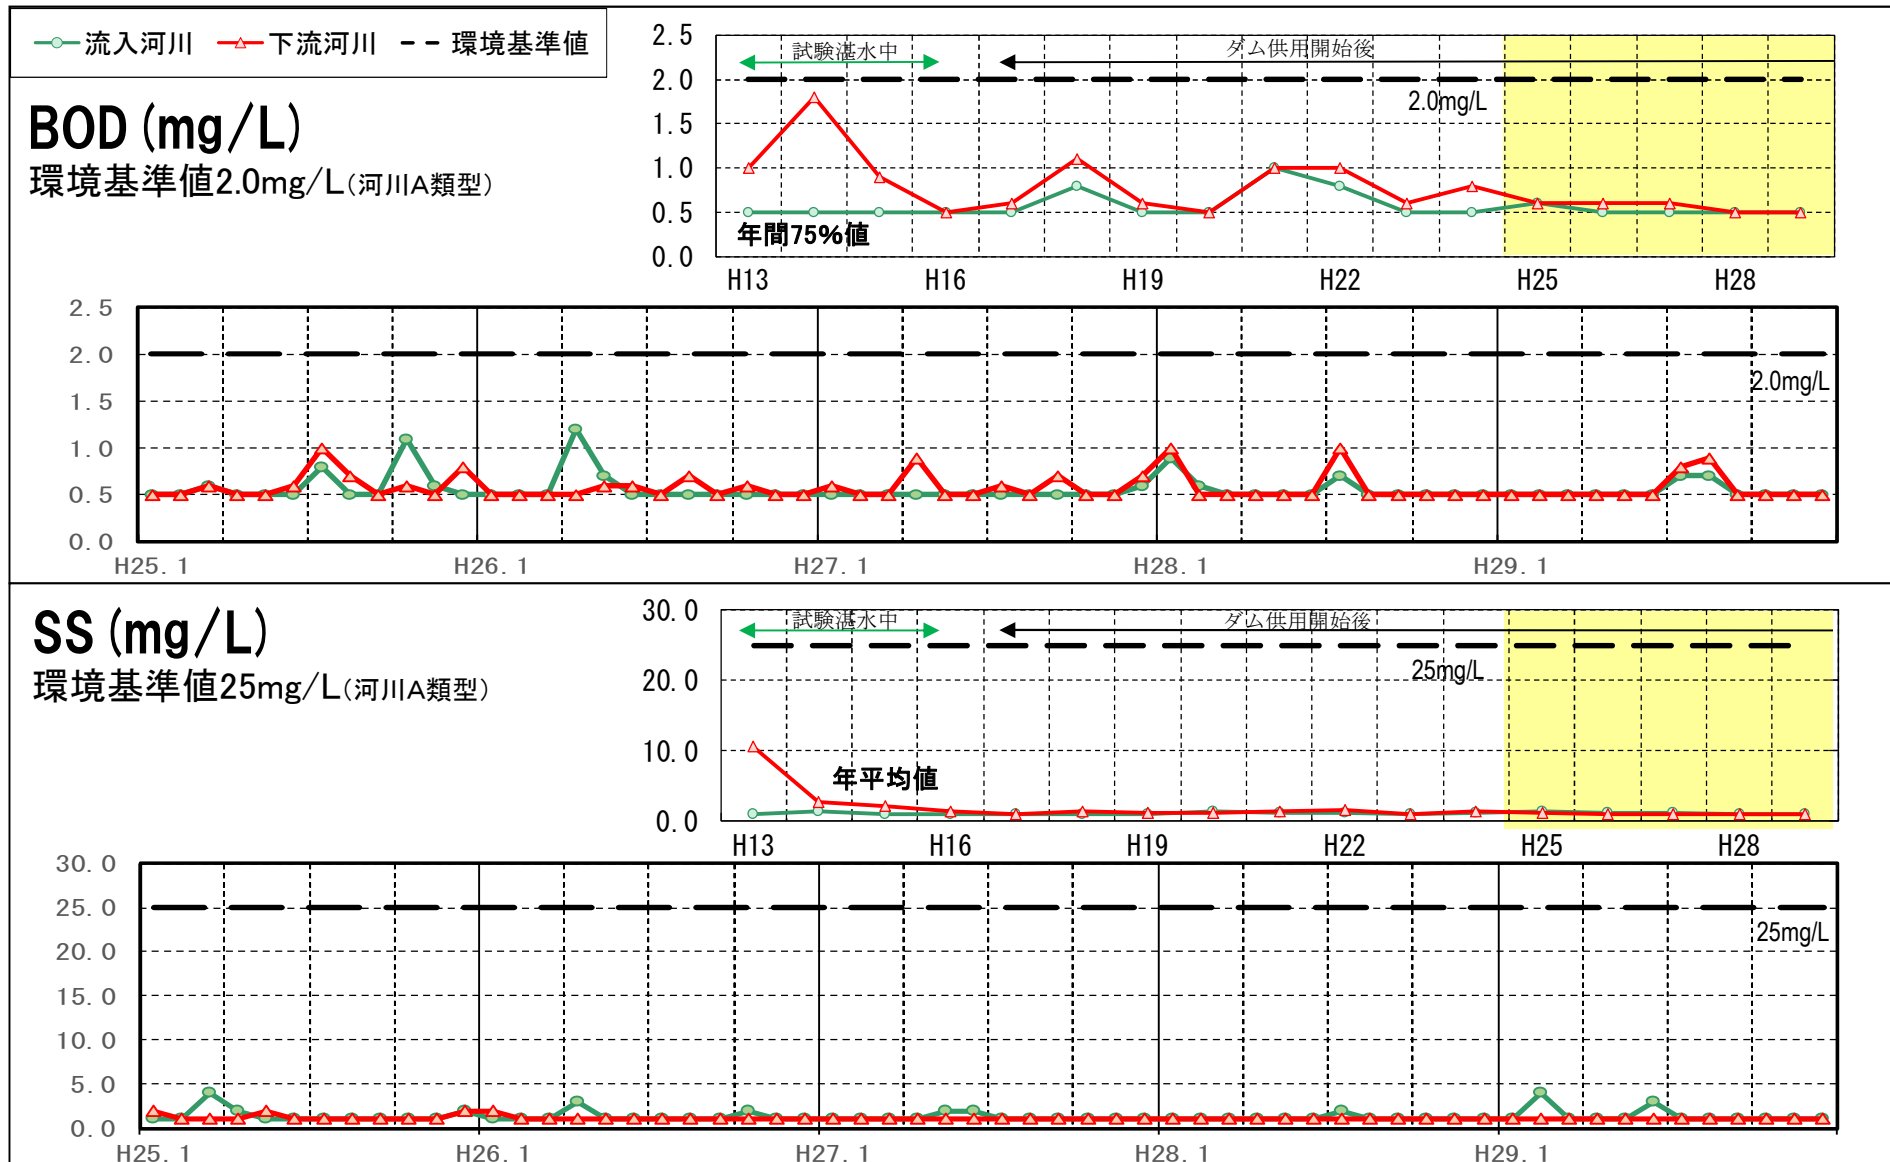 流入河川 下流河川 環境基準値
BOD(mg/L)
環境基準値2.0mg/L(河川A類型)
2.5
2.0
1.5
1.0
0.5
0.0
試験湛水中
ダム供用開始後
2.0mg/L
年間75%値
H13 H16 H19 H22 H25 H28
2.5
2.0
1.5
1.0
0.5
0.0
2.0mg/L
H25.1 H26.1 H27.1 H28.1 H29.1
SS(mg/L)
環境基準値25mg/L(河川A類型)
30.0
20.0
10.0
0.0
試験湛水中
ダム供用開始後
25mg/L
年平均値
H13 H16 H19 H22 H25 H28
30.0
25.0
20.0
15.0
10.0
5.0
0.0
25mg/L
H25.1 H26.1 H27.1 H28.1 H29.1